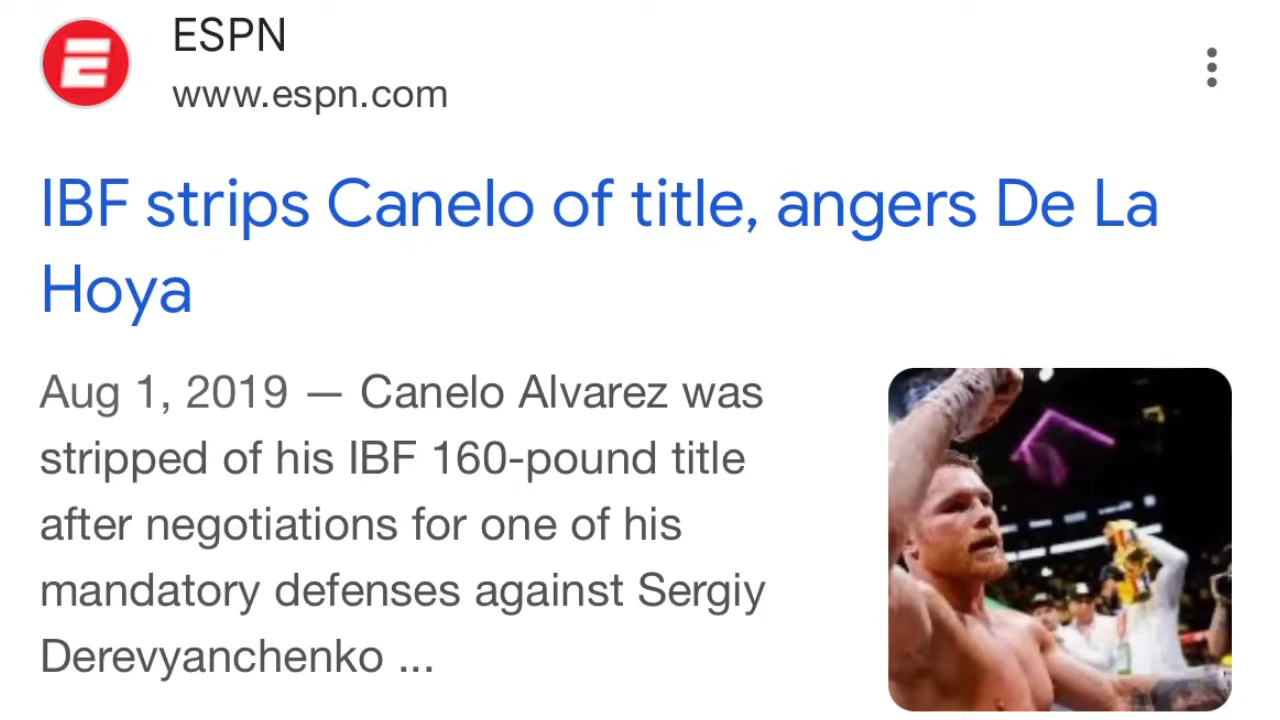 ESPN
www.espn.com
IBF strips Canelo of title, angers De La
Hoya
Aug 1, 2019 — Canelo Alvarez was
stripped of his IBF 160-pound title
after negotiations for one of his
mandatory defenses against Sergiy
Derevyanchenko ...